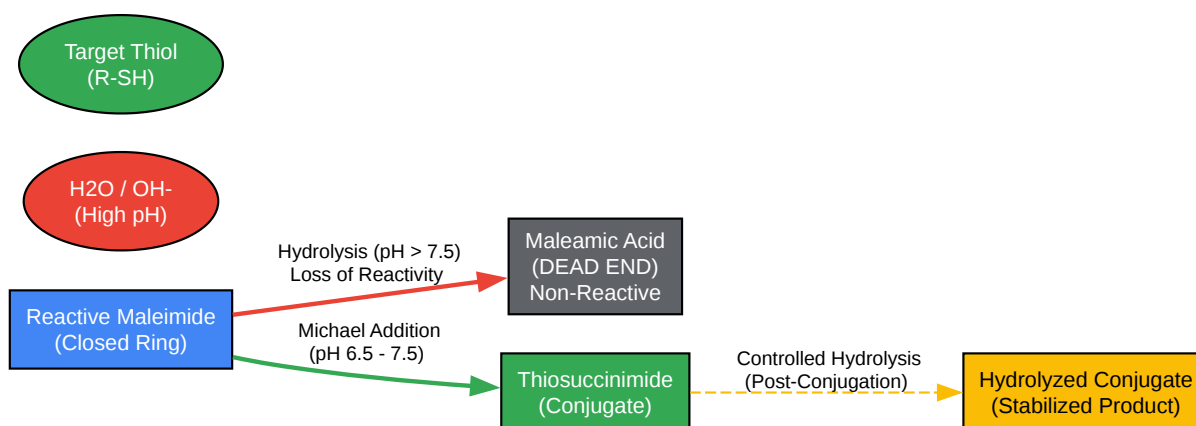 Target Thiol
(R-SH)
H2O / OH-
(High pH)
Hydrolysis (pH > 7.5)
Loss of Reactivity
Maleamic Acid
(DEAD END)
Non-Reactive
Reactive Maleimide
(Closed Ring)
Michael Addition
(pH 6.5 - 7.5)
Thiosuccinimide
(Conjugate)
Controlled Hydrolysis
(Post-Conjugation)
Hydrolyzed Conjugate
(Stabilized Product)